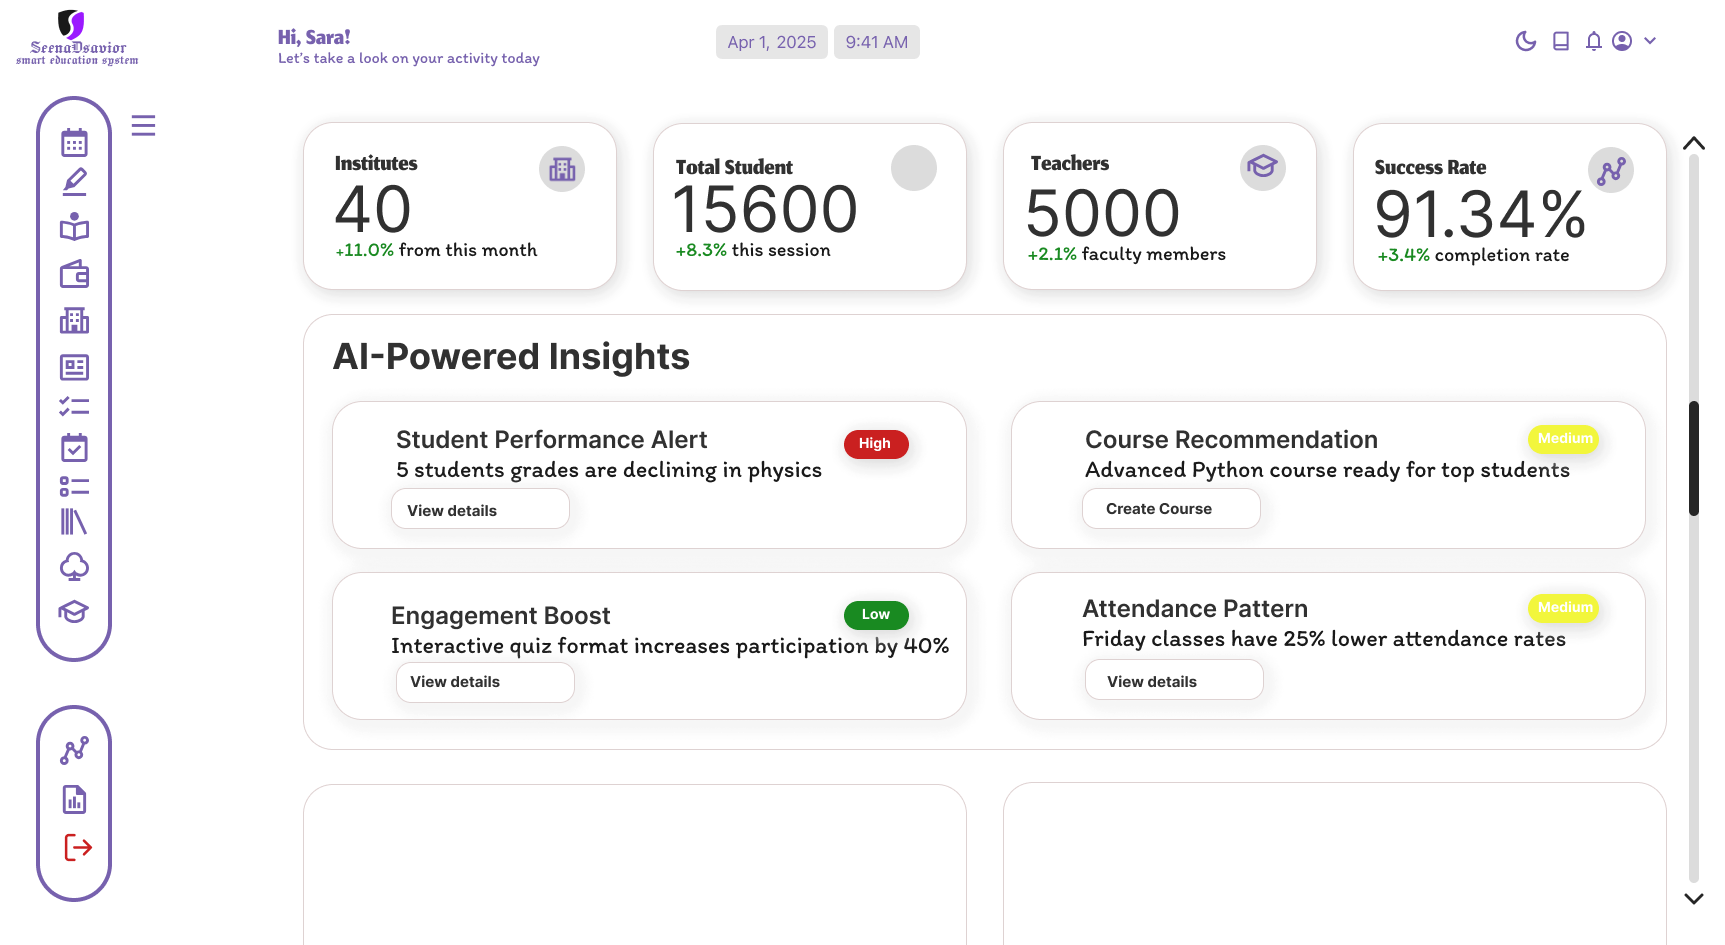 SeenaDsavior
smart education system
Hi, Sara!
Let's take a look on your activity today
Apr 1, 2025
9:41 AM
Institutes
40
+11.0% from this month
Total Student
15600
+8.3% this session
Teachers
5000
+2.1% faculty members
Success Rate
91.34%
+3.4% completion rate
AI-Powered Insights
Student Performance Alert
High
5 students grades are declining in physics
View details
Course Recommendation
Medium
Advanced Python course ready for top students
Create Course
Engagement Boost
Low
Interactive quiz format increases participation by 40%
View details
Attendance Pattern
Medium
Friday classes have 25% lower attendance rates
View details